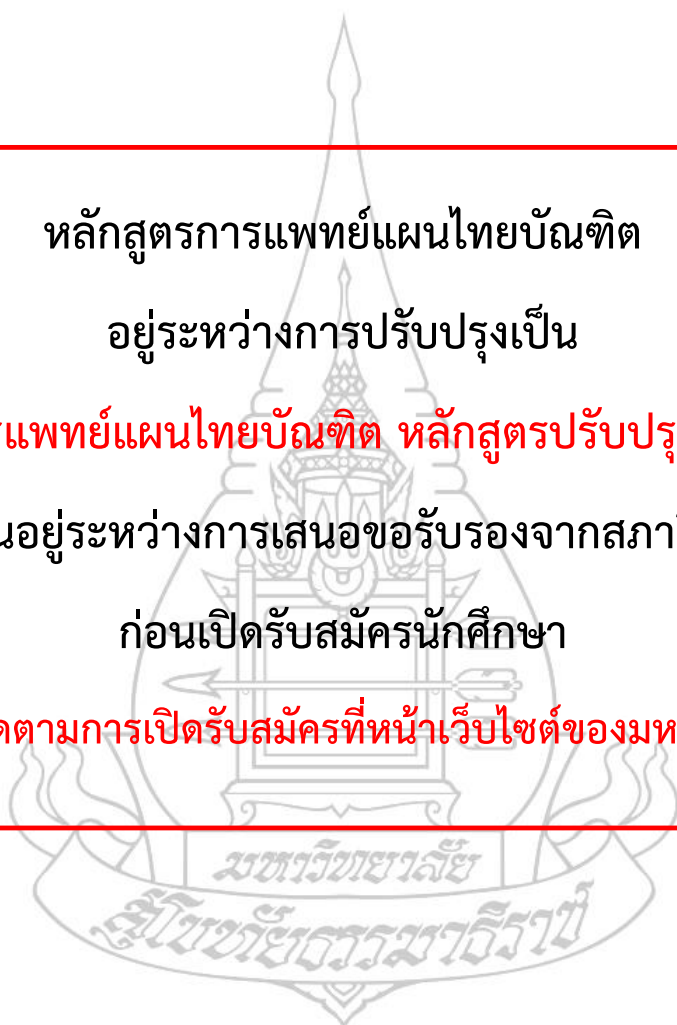 หลักสูตรการแพทย์แผนไทยบัณฑิต
อยู่ระหว่างการปรับปรุงเป็น
แพทย์แผนไทยบัณฑิต หลักสูตรปรับปรุ
อยู่ระหว่างการเสนอขอรับรองจากสภา
ก่อนเปิดรับสมัครนักศึกษา
ตามการเปิดรับสมัครที่หน้าเว็บไซต์ของมห
มหาวิทยาลัย
สุโขทัยธรรมาธิราช